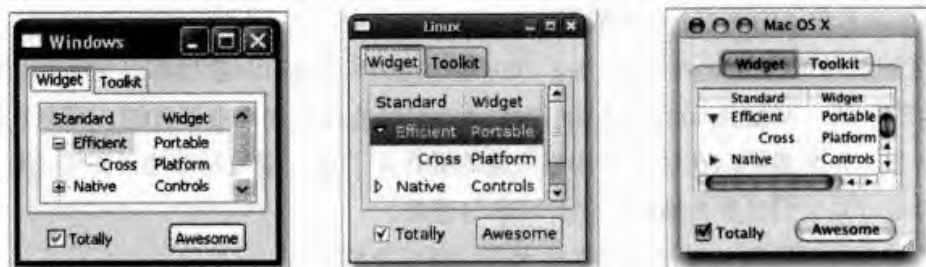 Windows
Widget Toolkit
Standard Widget
Efficient Portable
Cross Platform
Native Controls
Totally Awesome
Linux
Widget Toolkit
Standard Widget
Efficient Portable
Cross Platform
Native Controls
Totally Awesome
Mac OS X
Widget Toolkit
Standard Widget
Efficient Portable
Cross Platform
Native Controls
Totally Awesome